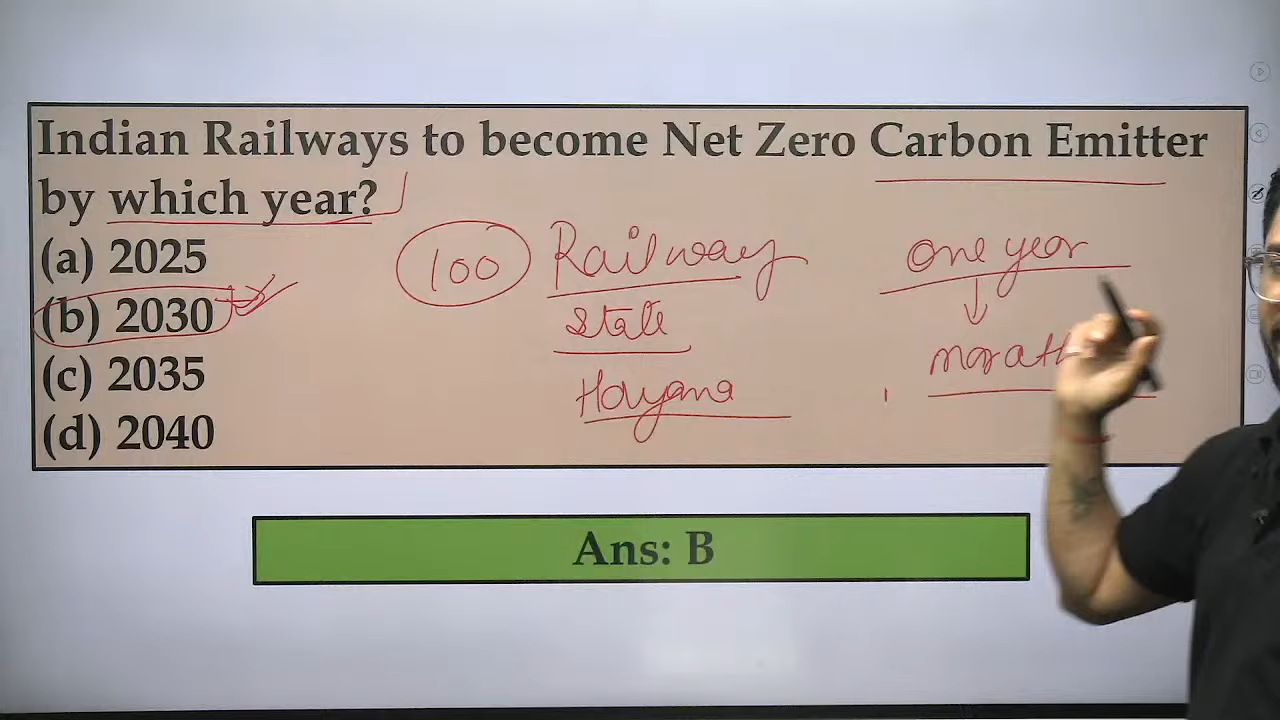 Indian Railways to become Net Zero Carbon Emitter
by which year?
(a) 2025
(b) 2030
(c) 2035
(d) 2040
100 Railway
State
Haryana
one year
Ans: B